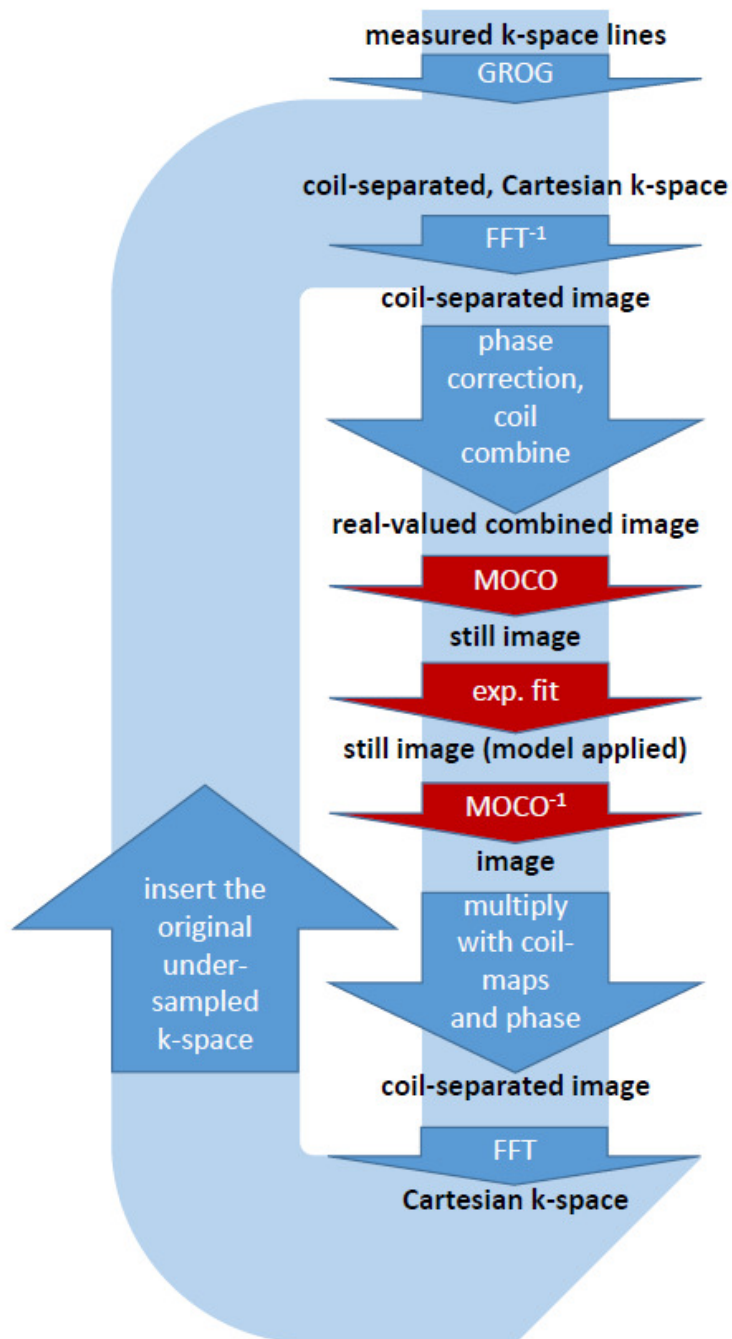 measured k-space lines
GROG
coil-separated, Cartesian k-space
FFT⁻¹
coil-separated image
phase
correction,
coil
combine
real-valued combined image
MOCO
still image
exp. fit
still image (model applied)
MOCO⁻¹
image
multiply
with coil-
maps
and phase
coil-separated image
FFT
Cartesian k-space
insert the
original
under-
sampled
k-space